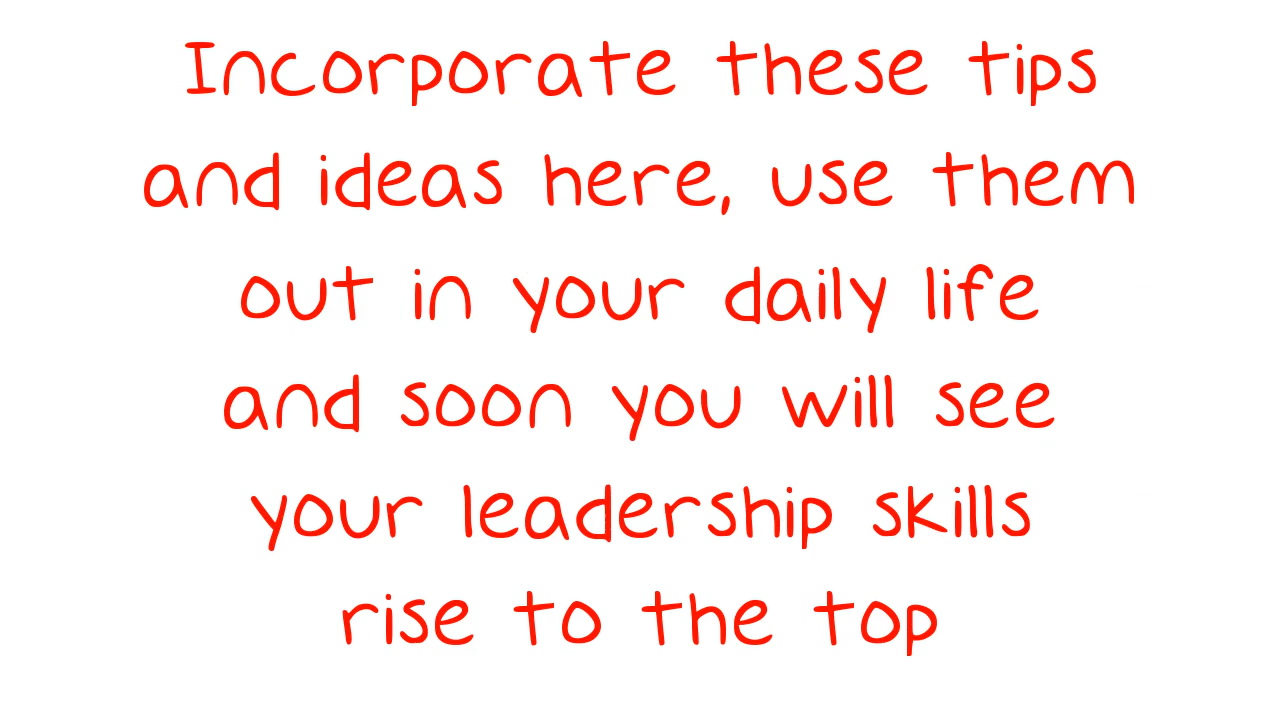 Incorporate these tips
and ideas here, use them
out in your daily life
and soon you will see
your leadership skills
rise to the top